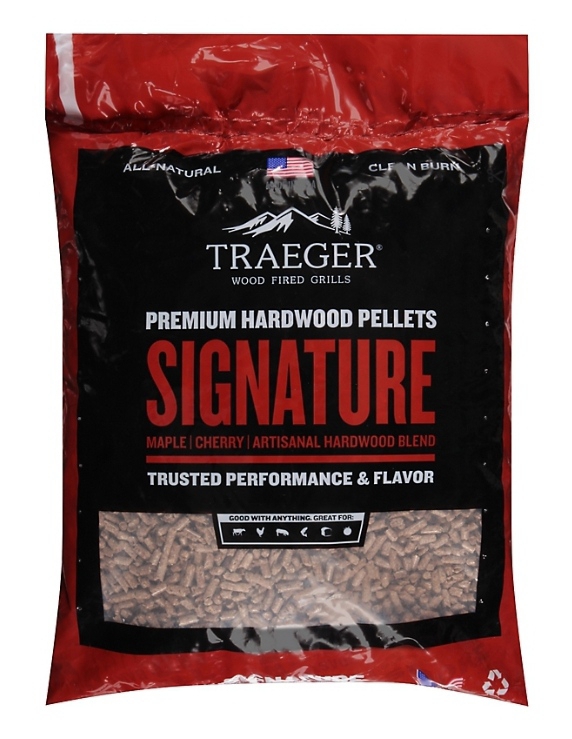 ALL-NATURAL CLEAN BURN
TRAEGER®
WOOD FIRED GRILLS
PREMIUM HARDWOOD PELLETS
SIGNATURE
MAPLE | CHERRY | ARTISANAL HARDWOOD BLEND
TRUSTED PERFORMANCE & FLAVOR
GOOD WITH ANYTHING. GREAT FOR: